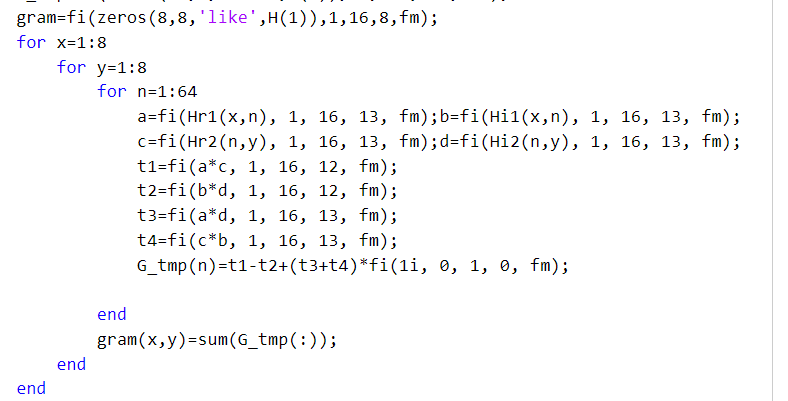 gram=fi(zeros(8,8,'like',H(1)),1,16,8,fm);
for x=1:8
    for y=1:8
        for n=1:64
            a=fi(Hr1(x,n), 1, 16, 13, fm);b=fi(Hi1(x,n), 1, 16, 13, fm);
            c=fi(Hr2(n,y), 1, 16, 13, fm);d=fi(Hi2(n,y), 1, 16, 13, fm);
            t1=fi(a*c, 1, 16, 12, fm);
            t2=fi(b*d, 1, 16, 12, fm);
            t3=fi(a*d, 1, 16, 13, fm);
            t4=fi(c*b, 1, 16, 13, fm);
            G_tmp(n)=t1-t2+(t3+t4)*fi(1i, 0, 1, 0, fm);
        end
        gram(x,y)=sum(G_tmp(:));
    end
end